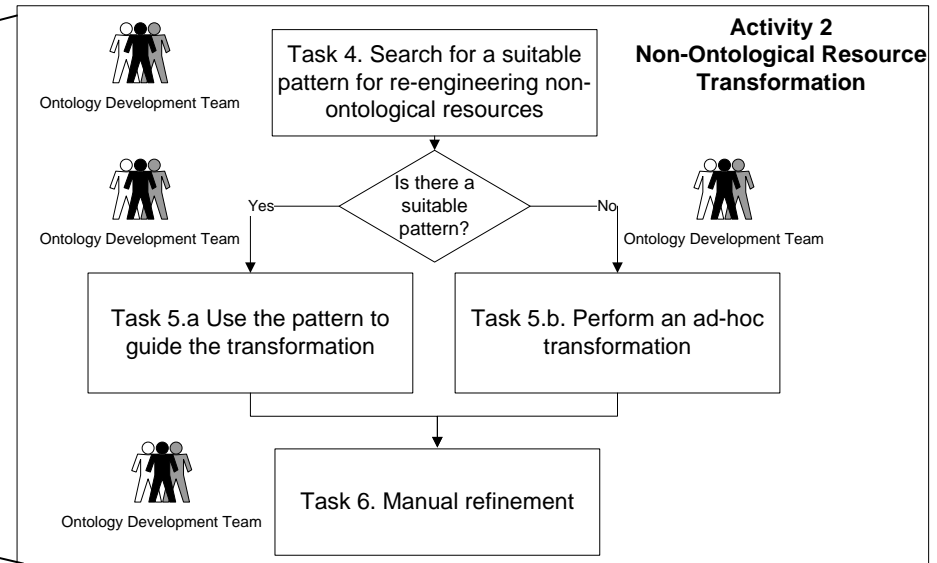 Activity 2
Non-Ontological Resource
Transformation
Task 4. Search for a suitable
pattern for re-engineering non-
ontological resources
Ontology Development Team
Is there a
suitable
pattern?
Yes
No
Ontology Development Team
Ontology Development Team
Task 5.a Use the pattern to
guide the transformation
Task 5.b. Perform an ad-hoc
transformation
Task 6. Manual refinement
Ontology Development Team